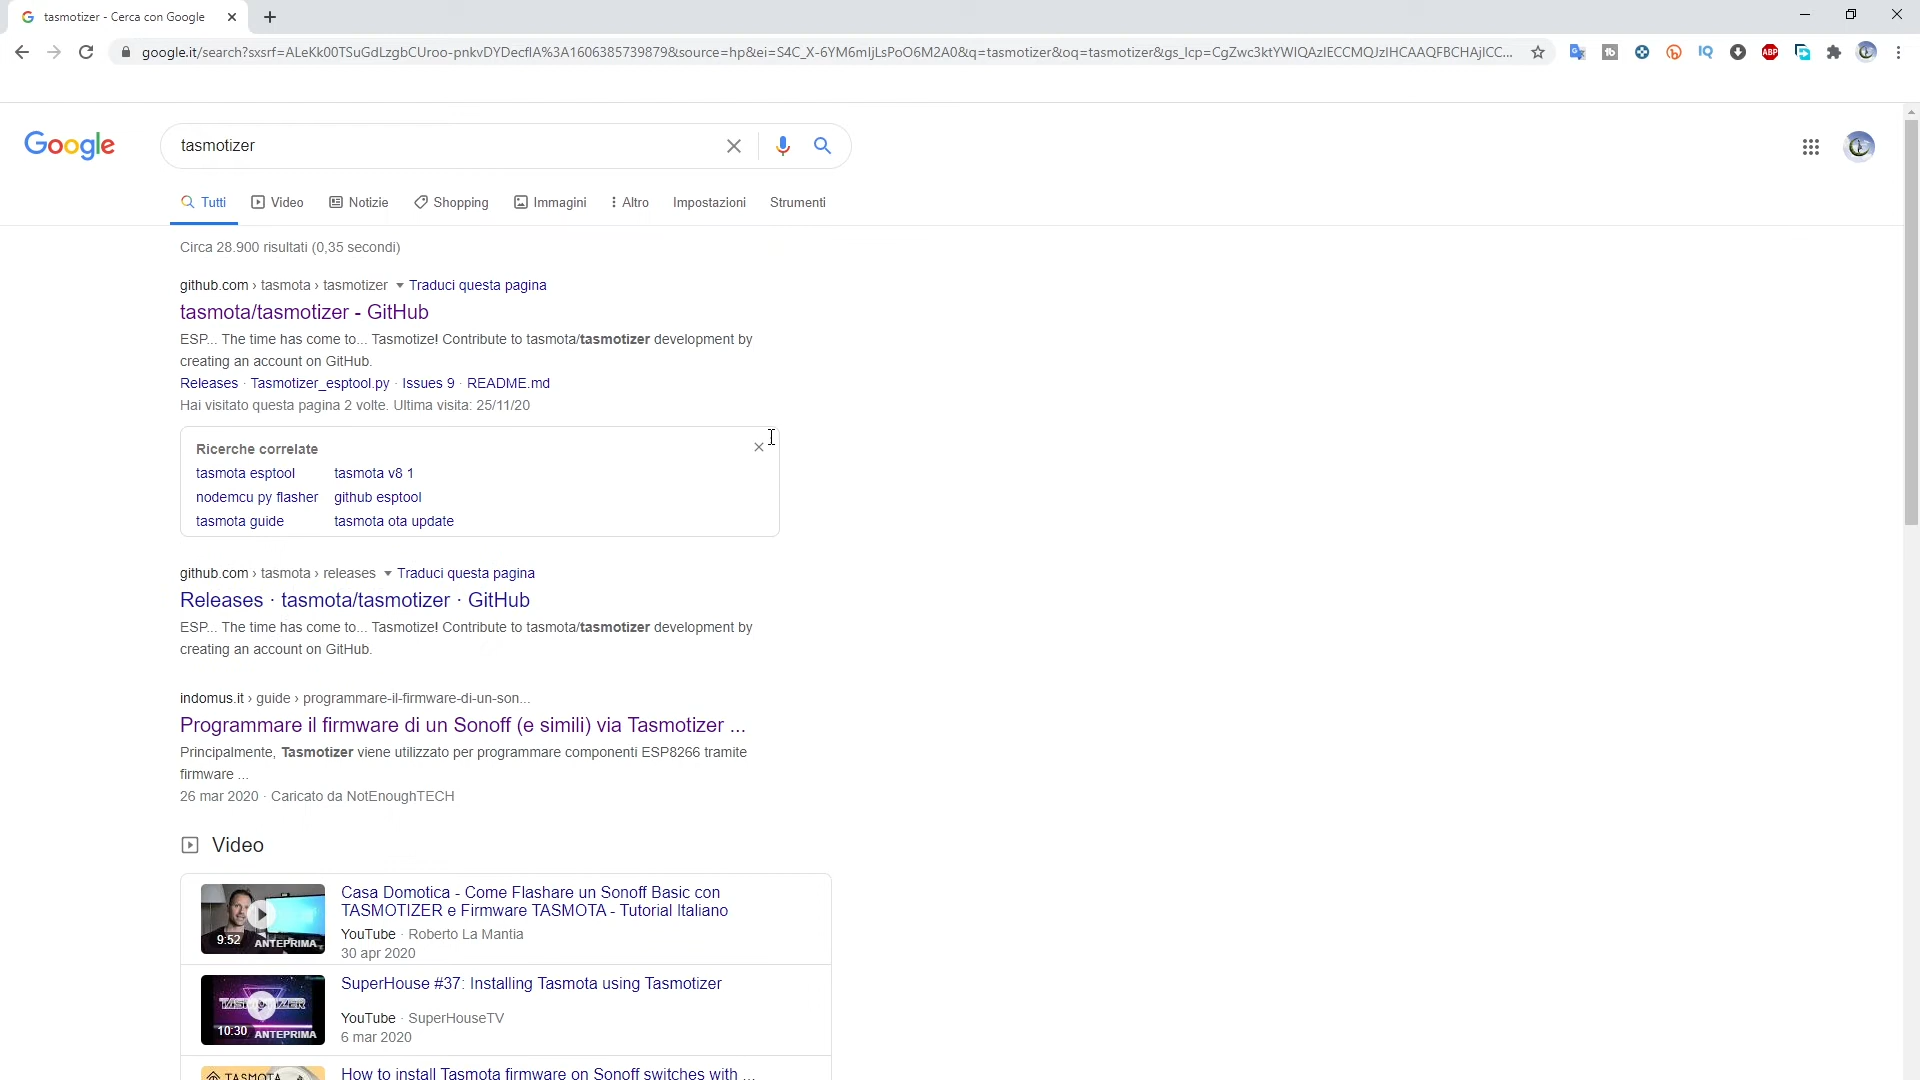 tasmotizer - Cerca con Google
google.it/search?sxsrf=ALeKk00TSuGdLzgbCUroo-pnkvDYDecflA%3A1606385739879&source=hp&ei=S4C_X-6YM6mIjLsPoO6M2A0&q=tasmotizer&oq=tasmotizer&gs_lcp=CgZwc3ktYWIQAzIECCMQJzIHCAAQFBCHAjICC...
Google
tasmotizer
Tutti Video Notizie Shopping Immagini Altro Impostazioni Strumenti
Circa 28.900 risultati (0,35 secondi)
github.com › tasmota › tasmotizer Traduci questa pagina
tasmota/tasmotizer - GitHub
ESP... The time has come to... Tasmotize! Contribute to tasmota/tasmotizer development by
creating an account on GitHub.
Releases · Tasmotizer_esptool.py · Issues 9 · README.md
Hai visitato questa pagina 2 volte. Ultima visita: 25/11/20
Ricerche correlate
tasmota esptool tasmota v8 1
nodemcu py flasher github esptool
tasmota guide tasmota ota update
github.com › tasmota › releases Traduci questa pagina
Releases · tasmota/tasmotizer · GitHub
ESP... The time has come to... Tasmotize! Contribute to tasmota/tasmotizer development by
creating an account on GitHub.
indomus.it › guide › programmare-il-firmware-di-un-son...
Programmare il firmware di un Sonoff (e simili) via Tasmotizer ...
Principalmente, Tasmotizer viene utilizzato per programmare componenti ESP8266 tramite
firmware ...
26 mar 2020 · Caricato da NotEnoughTECH
Video
9:52 ANTEPRIMA
Casa Domotica - Come Flashare un Sonoff Basic con
TASMOTIZER e Firmware TASMOTA - Tutorial Italiano
YouTube · Roberto La Mantia
30 apr 2020
TASMOTIZER
10:30 ANTEPRIMA
SuperHouse #37: Installing Tasmota using Tasmotizer
YouTube · SuperHouseTV
6 mar 2020
TASMOTA
How to install Tasmota firmware on Sonoff switches with ...
ABP